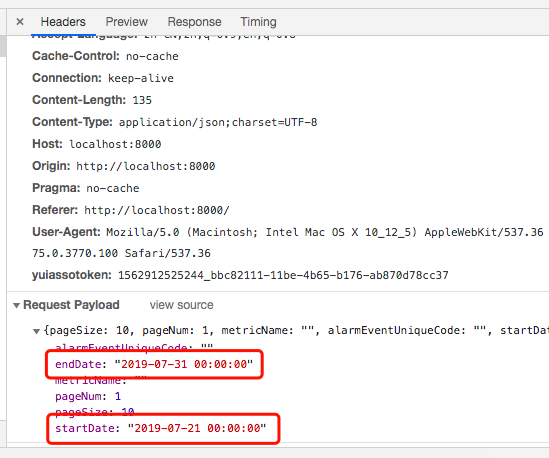 × Headers Preview Response Timing
Cache-Control: no-cache
Connection: keep-alive
Content-Length: 135
Content-Type: application/json;charset=UTF-8
Host: localhost:8000
Origin: http://localhost:8000
Pragma: no-cache
Referer: http://localhost:8000/
User-Agent: Mozilla/5.0 (Macintosh; Intel Mac OS X 10_12_5) AppleWebKit/537.36
75.0.3770.100 Safari/537.36
yuiassotoken: 1562912525244_bbc82111-11be-4b65-b176-ab870d78cc37
▼Request Payload view source
▼{pageSize: 10, pageNum: 1, metricName: "", alarmEventUniqueCode: "", startDat
alarmEventUniqueCode: ""
endDate: "2019-07-31 00:00:00"
metricName: ""
pageNum: 1
pageSize: 10
startDate: "2019-07-21 00:00:00"